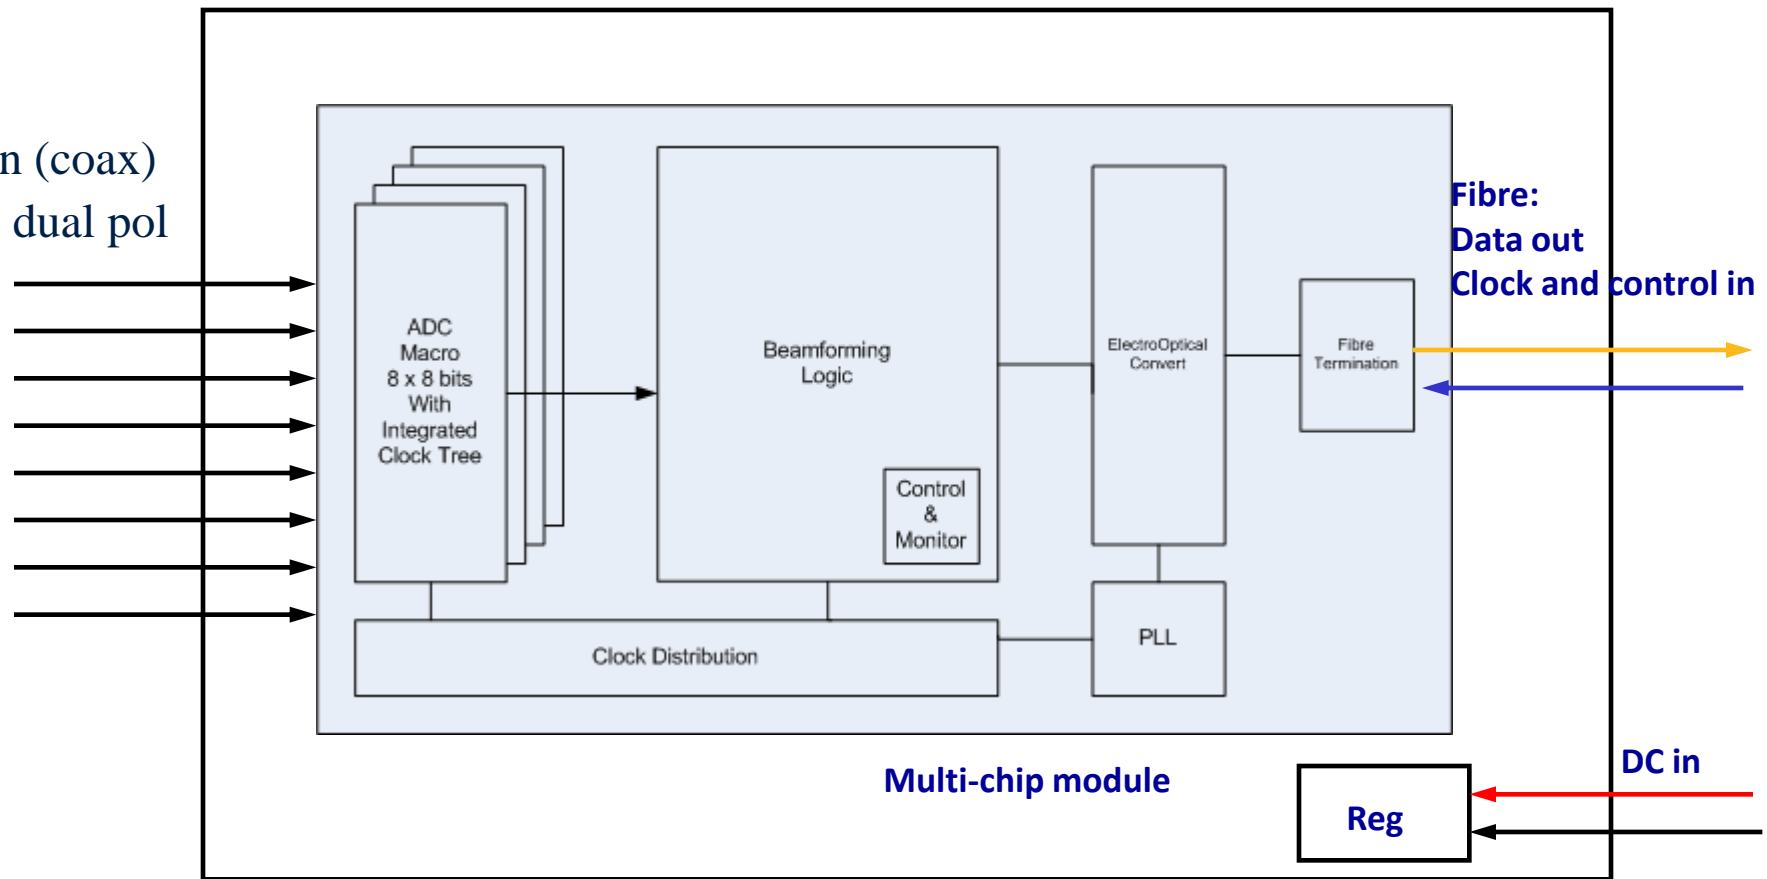 n (coax)
dual pol
ADC
Macro
8 x 8 bits
With
Integrated
Clock Tree
Beamforming
Logic
Control
&
Monitor
ElectroOptical
Convert
Fibre
Termination
Fibre:
Data out
Clock and control in
Clock Distribution
PLL
Multi-chip module
Reg
DC in